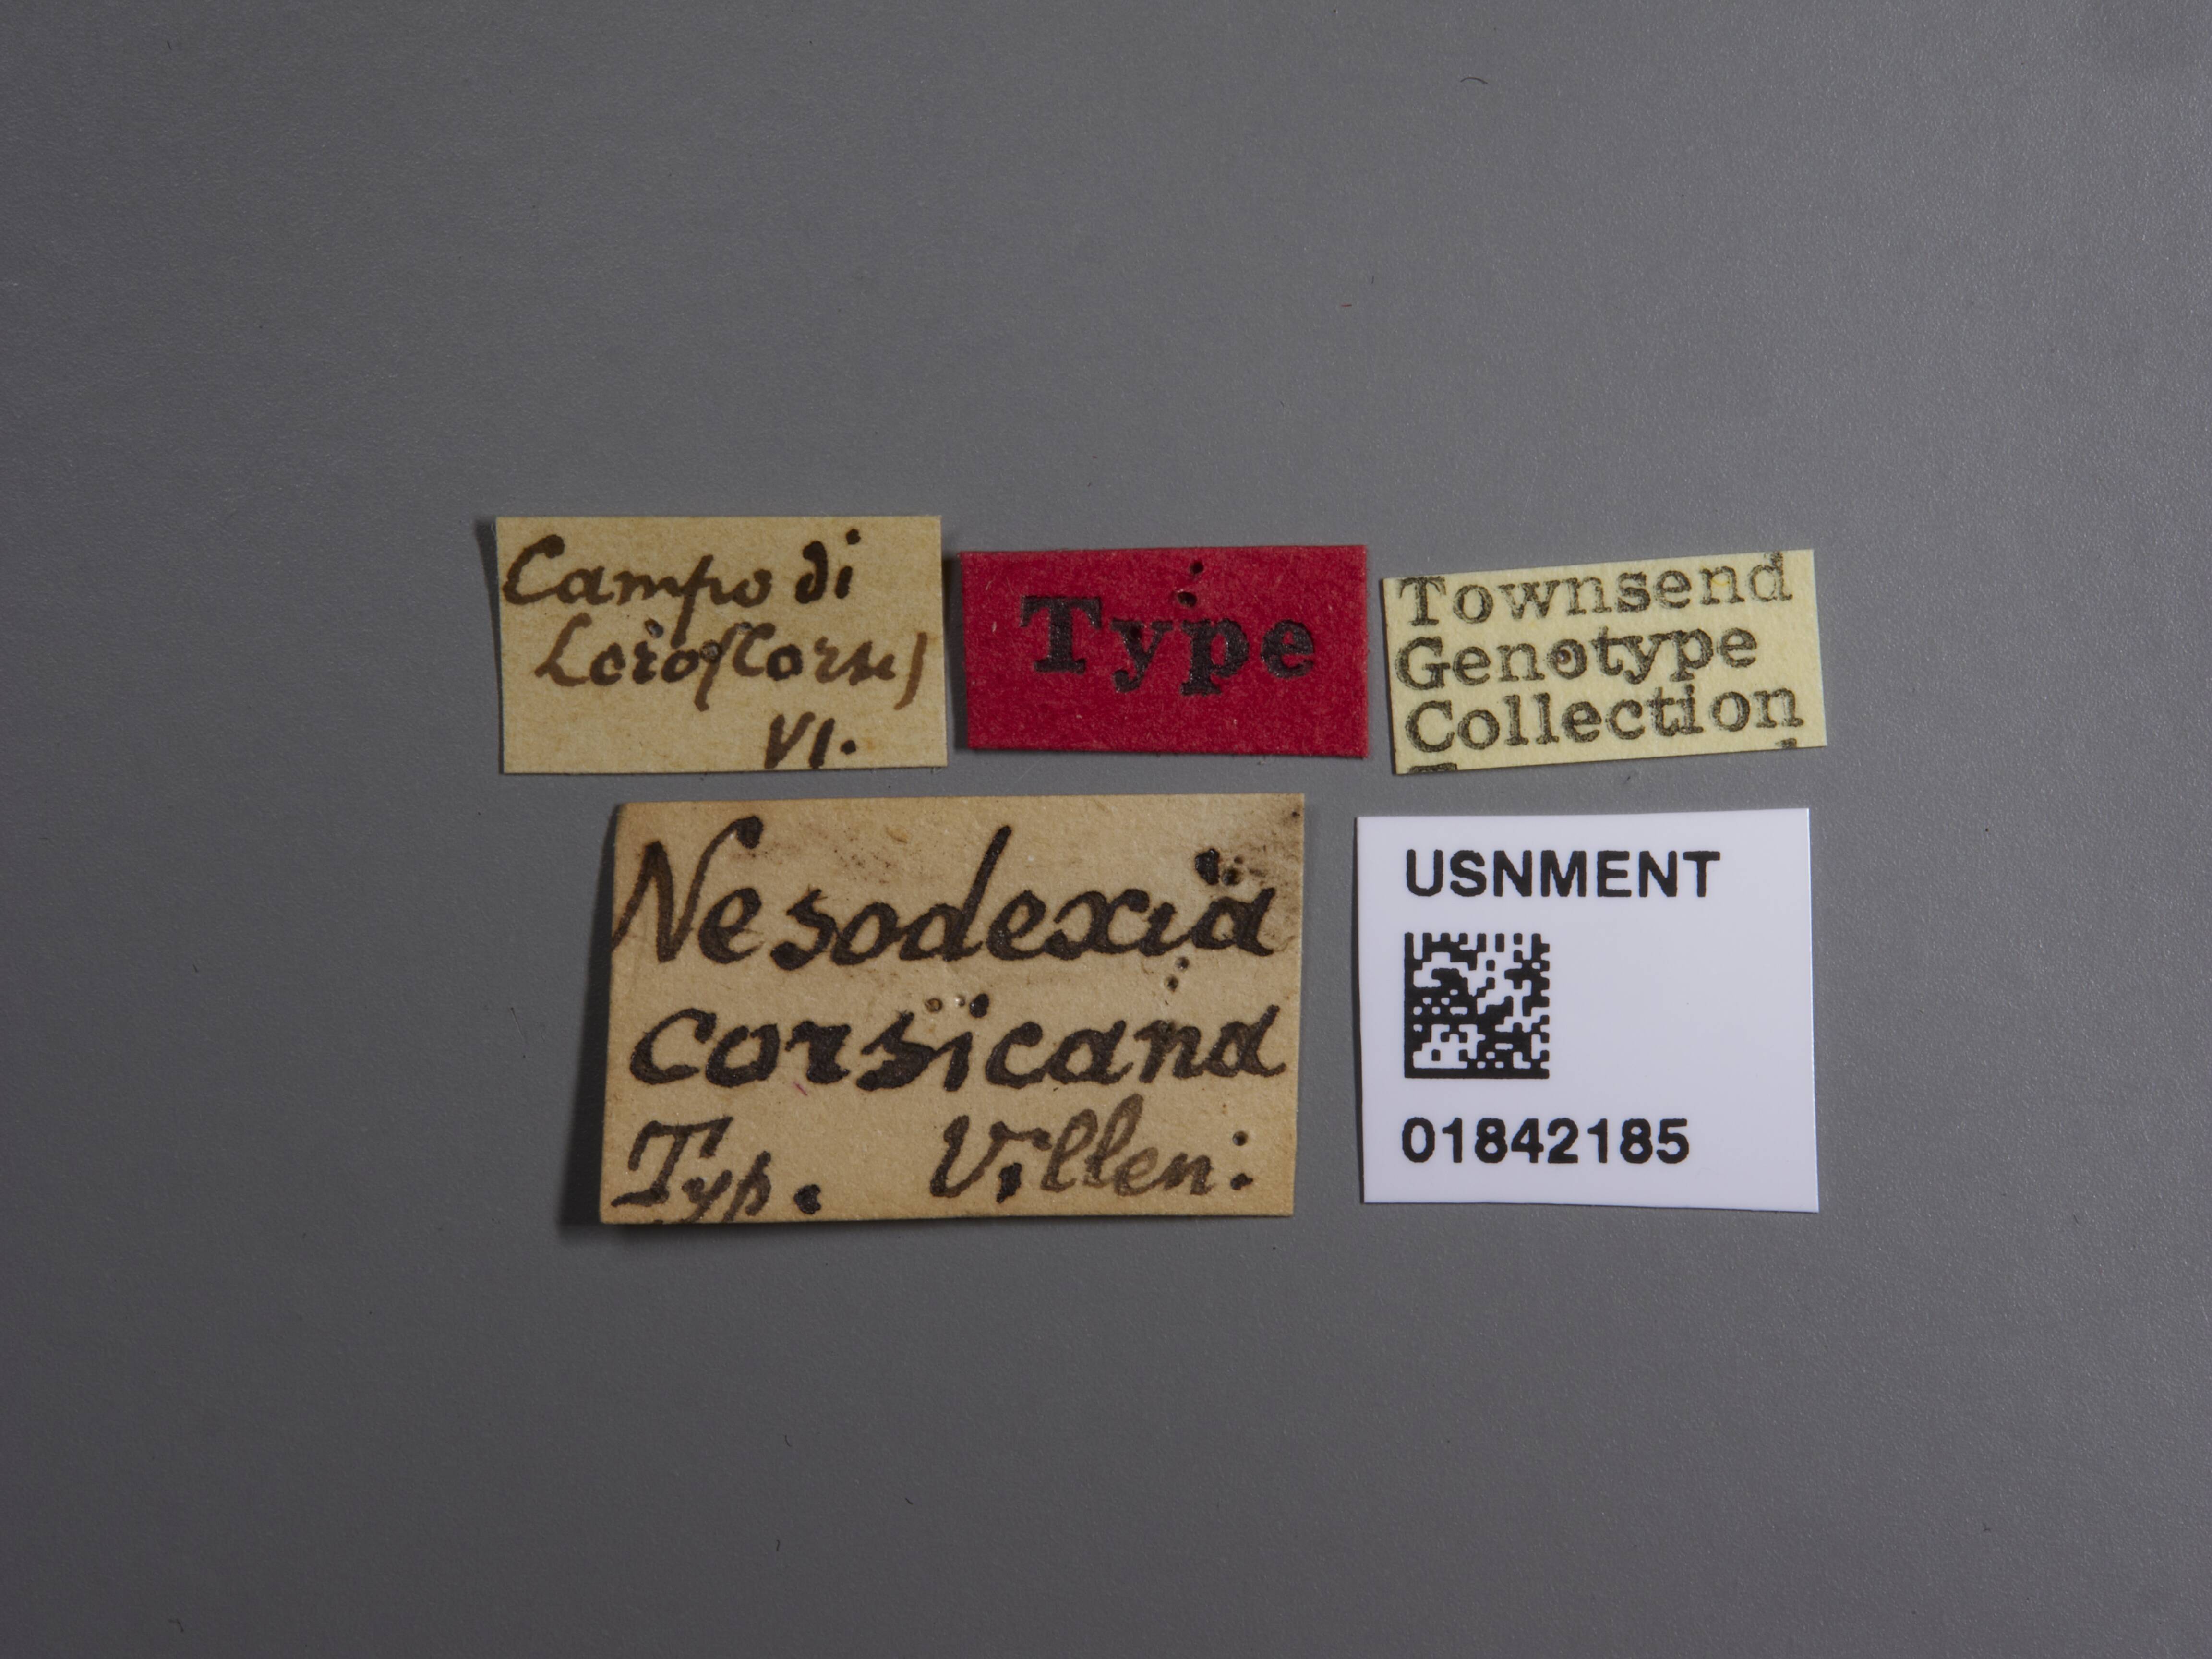 Campo di
Loro (Corse)
VI.
Type
Townsend
Genotype
Collection
Nesodexia
corsicana
Typ. Villen:
USNMENT
01842185